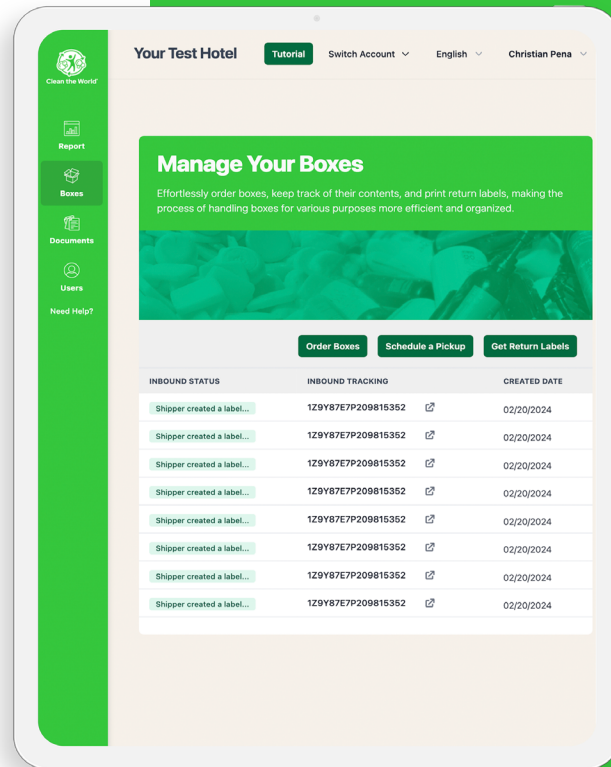 Clean the World
Your Test Hotel
Tutorial
Switch Account
English
Christian Pena
Report
Boxes
Documents
Users
Need Help?
Manage Your Boxes
Effortlessly order boxes, keep track of their contents, and print return labels, making the
process of handling boxes for various purposes more efficient and organized.
Order Boxes
Schedule a Pickup
Get Return Labels
INBOUND STATUS INBOUND TRACKING CREATED DATE
Shipper created a label... 1Z9Y87E7P209815352 02/20/2024
Shipper created a label... 1Z9Y87E7P209815352 02/20/2024
Shipper created a label... 1Z9Y87E7P209815352 02/20/2024
Shipper created a label... 1Z9Y87E7P209815352 02/20/2024
Shipper created a label... 1Z9Y87E7P209815352 02/20/2024
Shipper created a label... 1Z9Y87E7P209815352 02/20/2024
Shipper created a label... 1Z9Y87E7P209815352 02/20/2024
Shipper created a label... 1Z9Y87E7P209815352 02/20/2024